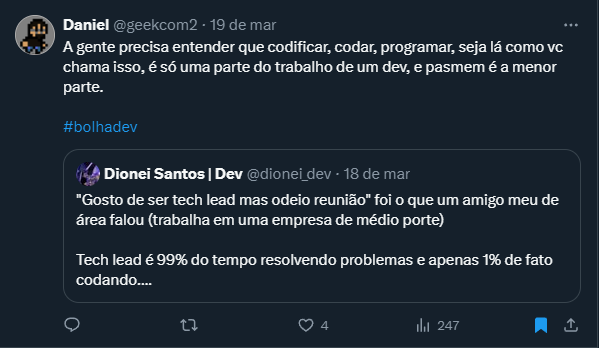 Daniel @geekcom2 · 19 de mar
A gente precisa entender que codificar, codar, programar, seja lá como vc
chama isso, é só uma parte do trabalho de um dev, e pasmem é a menor
parte.
#bolhadev
Dionei Santos | Dev @dionei_dev · 18 de mar
"Gosto de ser tech lead mas odeio reunião" foi o que um amigo meu de
área falou (trabalha em uma empresa de médio porte)
Tech lead é 99% do tempo resolvendo problemas e apenas 1% de fato
codando....
4
247